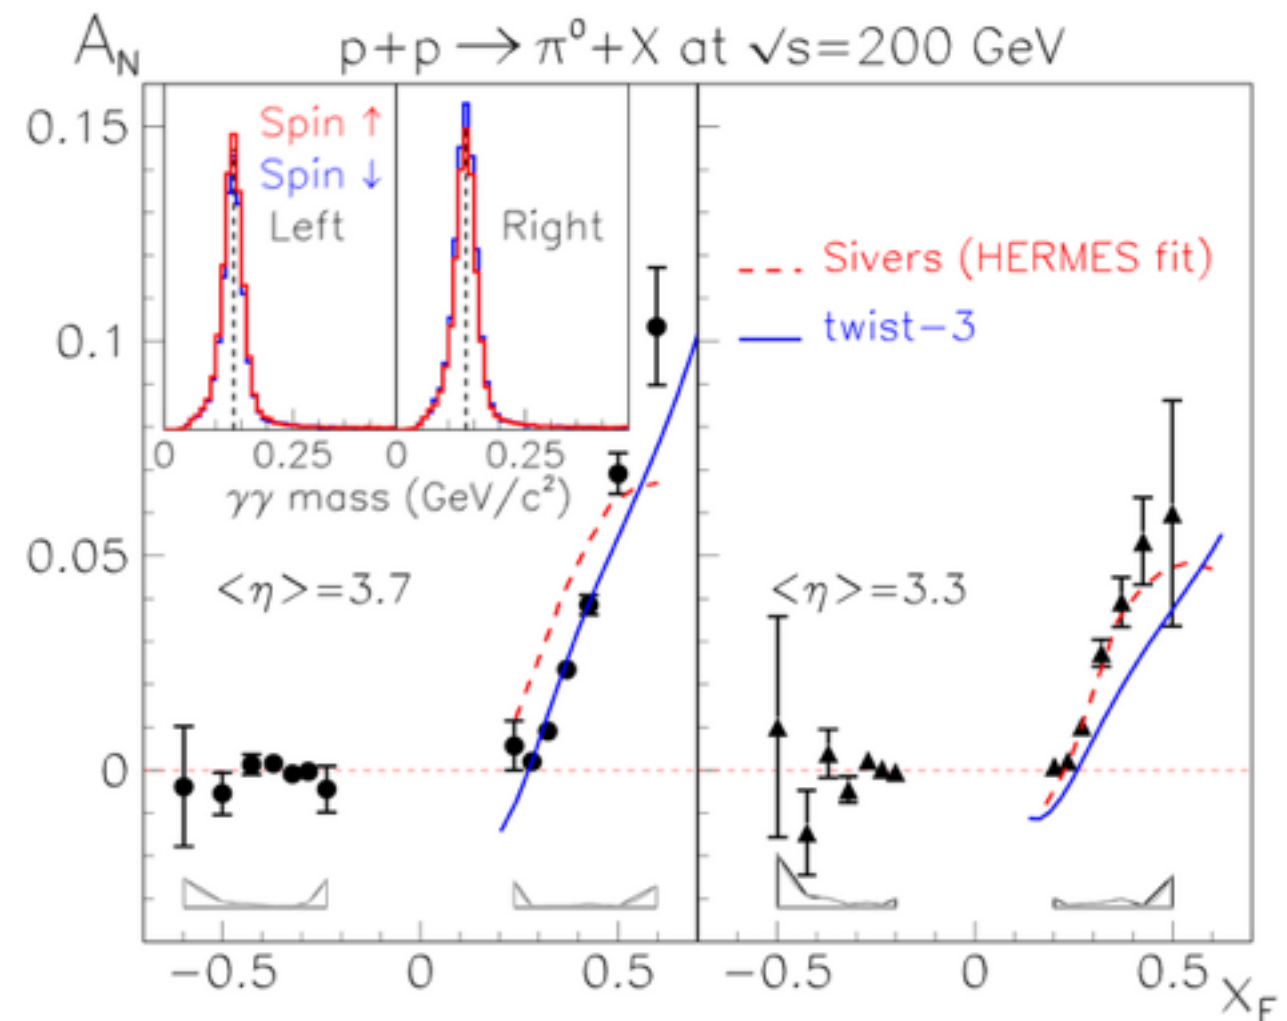 A_N p+p → π⁰+X at √s=200 GeV
0.15
0.1
0.05
0
Spin ↑
Spin ↓
Left
Right
0 0.25 0 0.25
γγ mass (GeV/c²)
Sivers (HERMES fit)
twist-3
<η>=3.7
<η>=3.3
-0.5 0 0.5 -0.5 0 0.5
X_F